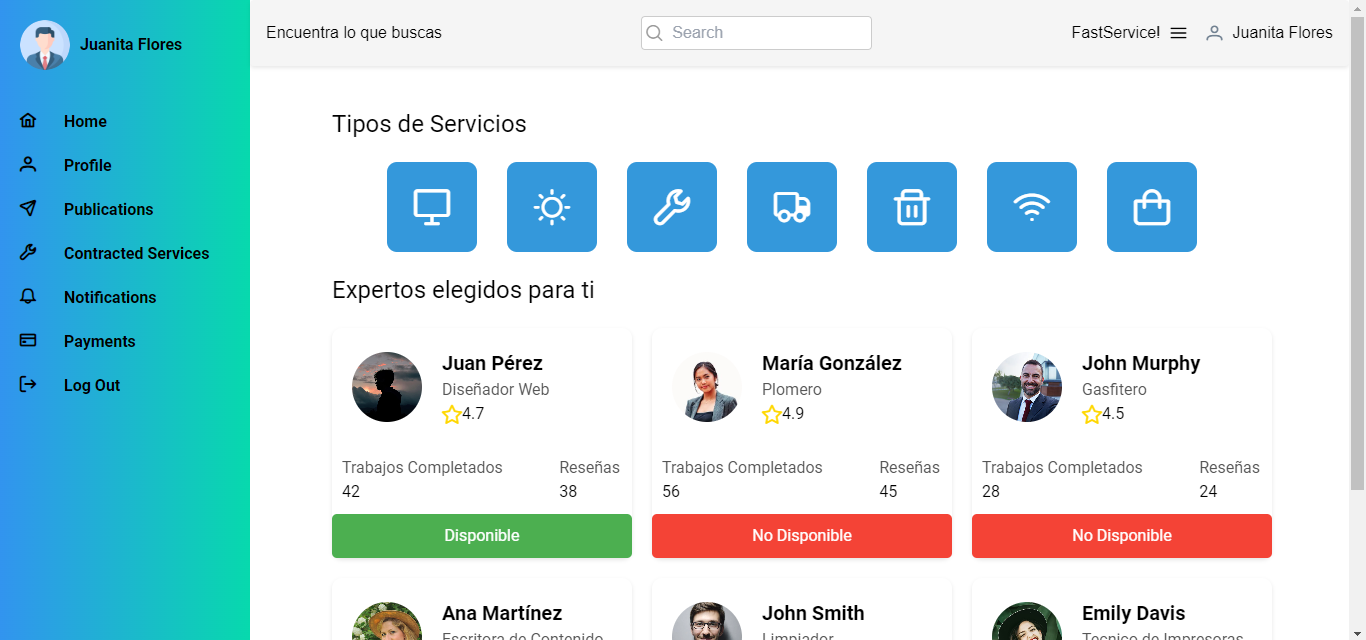 Juanita Flores
Home
Profile
Publications
Contracted Services
Notifications
Payments
Log Out
Encuentra lo que buscas
Search
FastService!
Juanita Flores
Tipos de Servicios
Expertos elegidos para ti
Juan Pérez
Diseñador Web
4.7
Trabajos Completados Reseñas
42 38
Disponible
María González
Plomero
4.9
Trabajos Completados Reseñas
56 45
No Disponible
John Murphy
Gasfitero
4.5
Trabajos Completados Reseñas
28 24
No Disponible
Ana Martínez
Escritora de Contenido
John Smith
Limpiador
Emily Davis
Tecnico de Impresoras